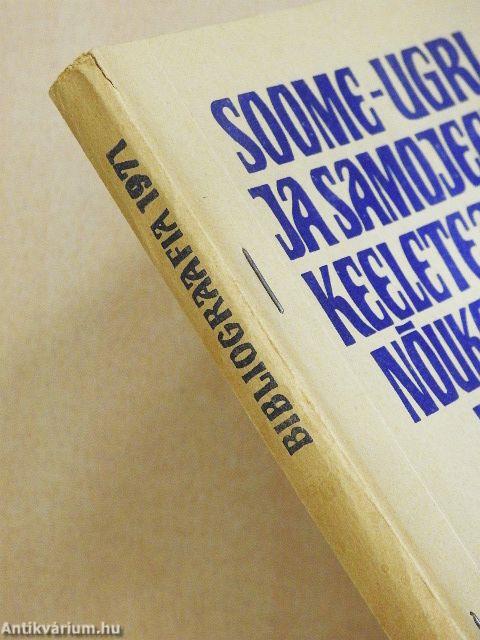 SOOME-UGRI
JA SAMOJE
KEELETE
NÕUK
BIBLIOGRAAFIA 1971
Antikvárium.hu